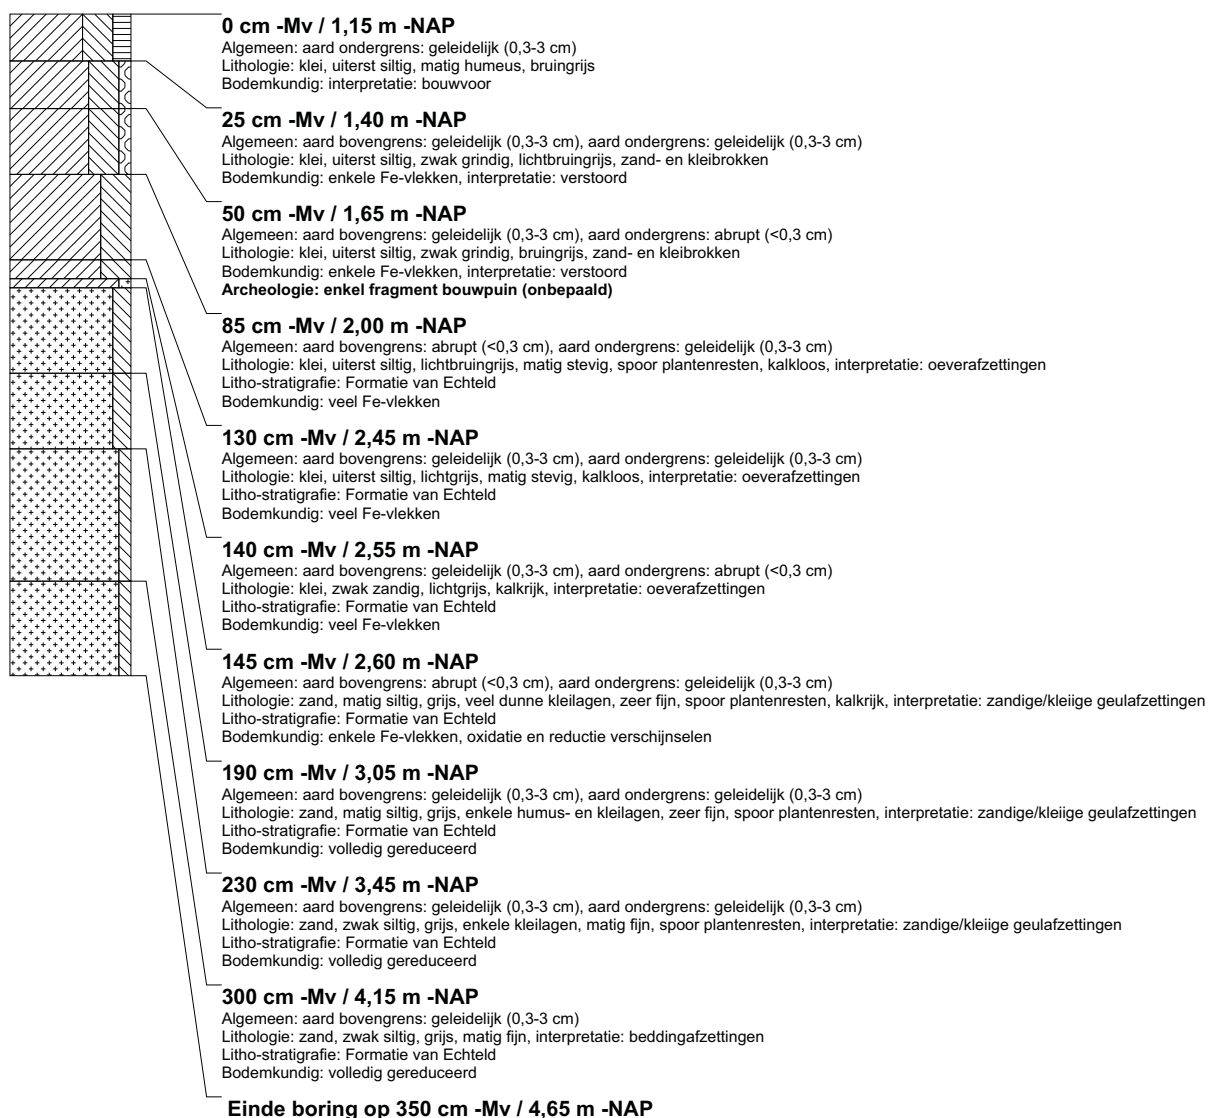 0 cm -Mv / 1,15 m -NAP
Algemeen: aard ondergrens: geleidelijk (0,3-3 cm)
Lithologie: klei, uiterst siltig, matig humeus, bruingrijs
Bodemkundig: interpretatie: bouwvoor
25 cm -Mv / 1,40 m -NAP
Algemeen: aard bovengrens: geleidelijk (0,3-3 cm), aard ondergrens: geleidelijk (0,3-3 cm)
Lithologie: klei, uiterst siltig, zwak grindig, lichtbruingrijs, zand- en kleibrokken
Bodemkundig: enkele Fe-vlekken, interpretatie: verstoord
50 cm -Mv / 1,65 m -NAP
Algemeen: aard bovengrens: geleidelijk (0,3-3 cm), aard ondergrens: abrupt (<0,3 cm)
Lithologie: klei, uiterst siltig, zwak grindig, bruingrijs, zand- en kleibrokken
Bodemkundig: enkele Fe-vlekken, interpretatie: verstoord
Archeologie: enkel fragment bouwpuin (onbepaald)
85 cm -Mv / 2,00 m -NAP
Algemeen: aard bovengrens: abrupt (<0,3 cm), aard ondergrens: geleidelijk (0,3-3 cm)
Lithologie: klei, uiterst siltig, lichtbruingrijs, matig stevig, spoor plantenresten, kalkloos, interpretatie: oeverafzettingen
Litho-stratigrafie: Formatie van Echteld
Bodemkundig: veel Fe-vlekken
130 cm -Mv / 2,45 m -NAP
Algemeen: aard bovengrens: geleidelijk (0,3-3 cm), aard ondergrens: geleidelijk (0,3-3 cm)
Lithologie: klei, uiterst siltig, lichtgrijs, matig stevig, kalkloos, interpretatie: oeverafzettingen
Litho-stratigrafie: Formatie van Echteld
Bodemkundig: veel Fe-vlekken
140 cm -Mv / 2,55 m -NAP
Algemeen: aard bovengrens: geleidelijk (0,3-3 cm), aard ondergrens: abrupt (<0,3 cm)
Lithologie: klei, zwak zandig, lichtgrijs, kalkrijk, interpretatie: oeverafzettingen
Litho-stratigrafie: Formatie van Echteld
Bodemkundig: veel Fe-vlekken
145 cm -Mv / 2,60 m -NAP
Algemeen: aard bovengrens: abrupt (<0,3 cm), aard ondergrens: geleidelijk (0,3-3 cm)
Lithologie: zand, matig siltig, grijs, veel dunne kleilagen, zeer fijn, spoor plantenresten, kalkrijk, interpretatie: zandige/kleiige geulafzettingen
Litho-stratigrafie: Formatie van Echteld
Bodemkundig: enkele Fe-vlekken, oxidatie en reductie verschijnselen
190 cm -Mv / 3,05 m -NAP
Algemeen: aard bovengrens: geleidelijk (0,3-3 cm), aard ondergrens: geleidelijk (0,3-3 cm)
Lithologie: zand, matig siltig, grijs, enkele humus- en kleilagen, zeer fijn, spoor plantenresten, interpretatie: zandige/kleiige geulafzettingen
Litho-stratigrafie: Formatie van Echteld
Bodemkundig: volledig gereduceerd
230 cm -Mv / 3,45 m -NAP
Algemeen: aard bovengrens: geleidelijk (0,3-3 cm), aard ondergrens: geleidelijk (0,3-3 cm)
Lithologie: zand, zwak siltig, grijs, enkele kleilagen, matig fijn, spoor plantenresten, interpretatie: zandige/kleiige geulafzettingen
Litho-stratigrafie: Formatie van Echteld
Bodemkundig: volledig gereduceerd
300 cm -Mv / 4,15 m -NAP
Algemeen: aard bovengrens: geleidelijk (0,3-3 cm)
Lithologie: zand, zwak siltig, grijs, matig fijn, interpretatie: beddingafzettingen
Litho-stratigrafie: Formatie van Echteld
Bodemkundig: volledig gereduceerd
Einde boring op 350 cm -Mv / 4,65 m -NAP